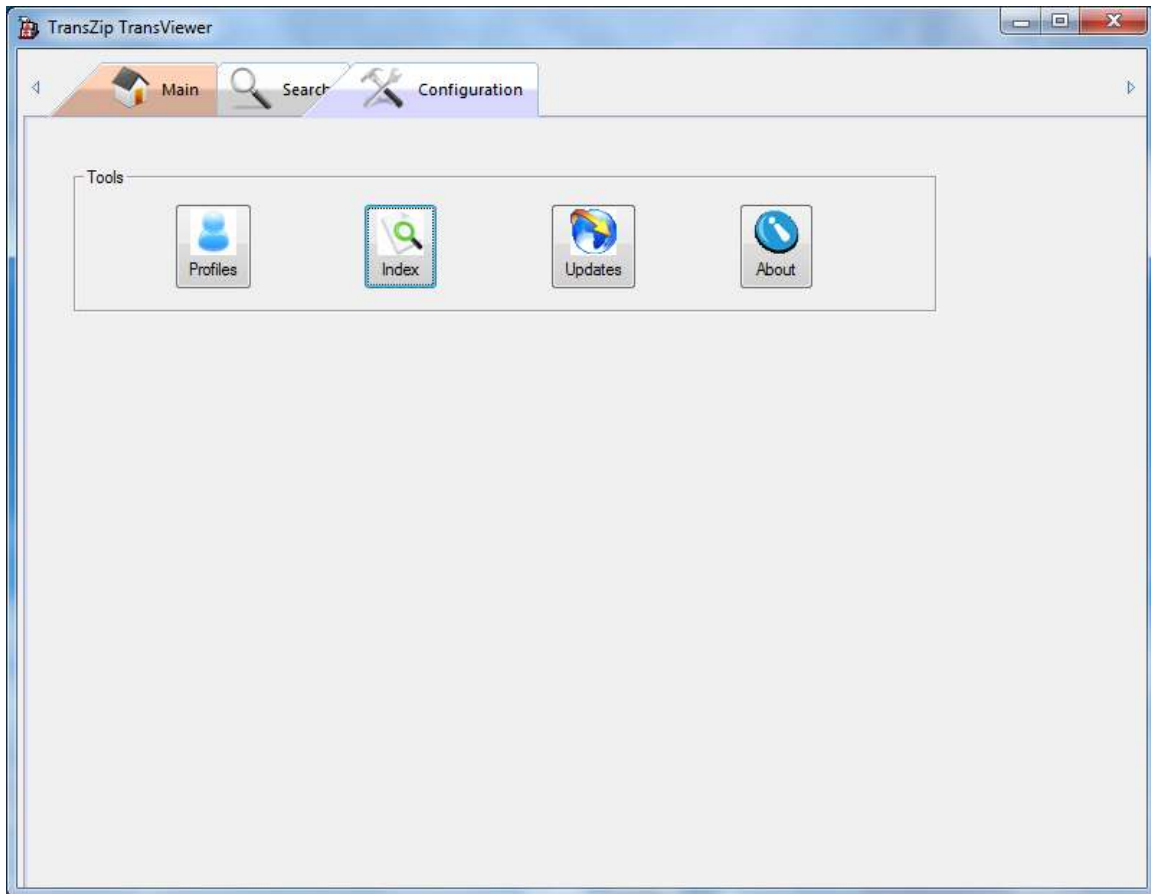 TransZip TransViewer
Main Search Configuration
Tools
Profiles Index Updates About